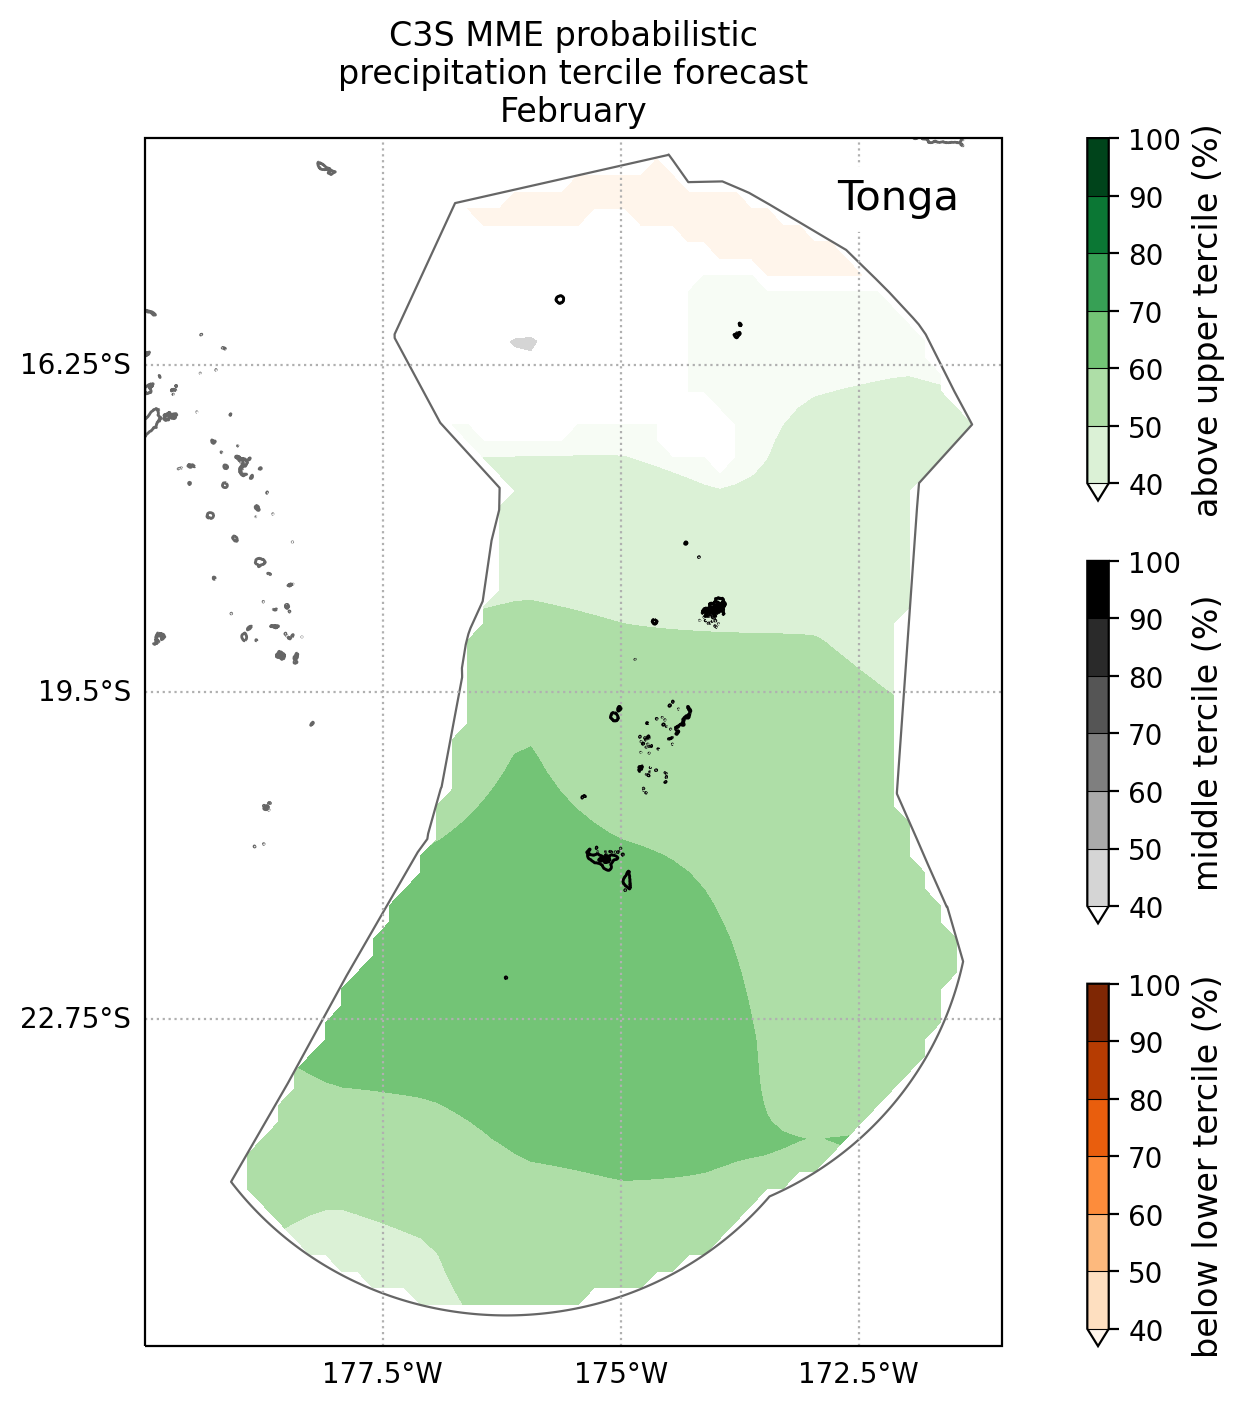 C3S MME probabilistic
precipitation tercile forecast
February
Tonga
16.25°S
19.5°S
22.75°S
177.5°W
175°W
172.5°W
100
90
80
70
60
50
40
above upper tercile (%)
100
90
80
70
60
50
40
middle tercile (%)
100
90
80
70
60
50
40
below lower tercile (%)